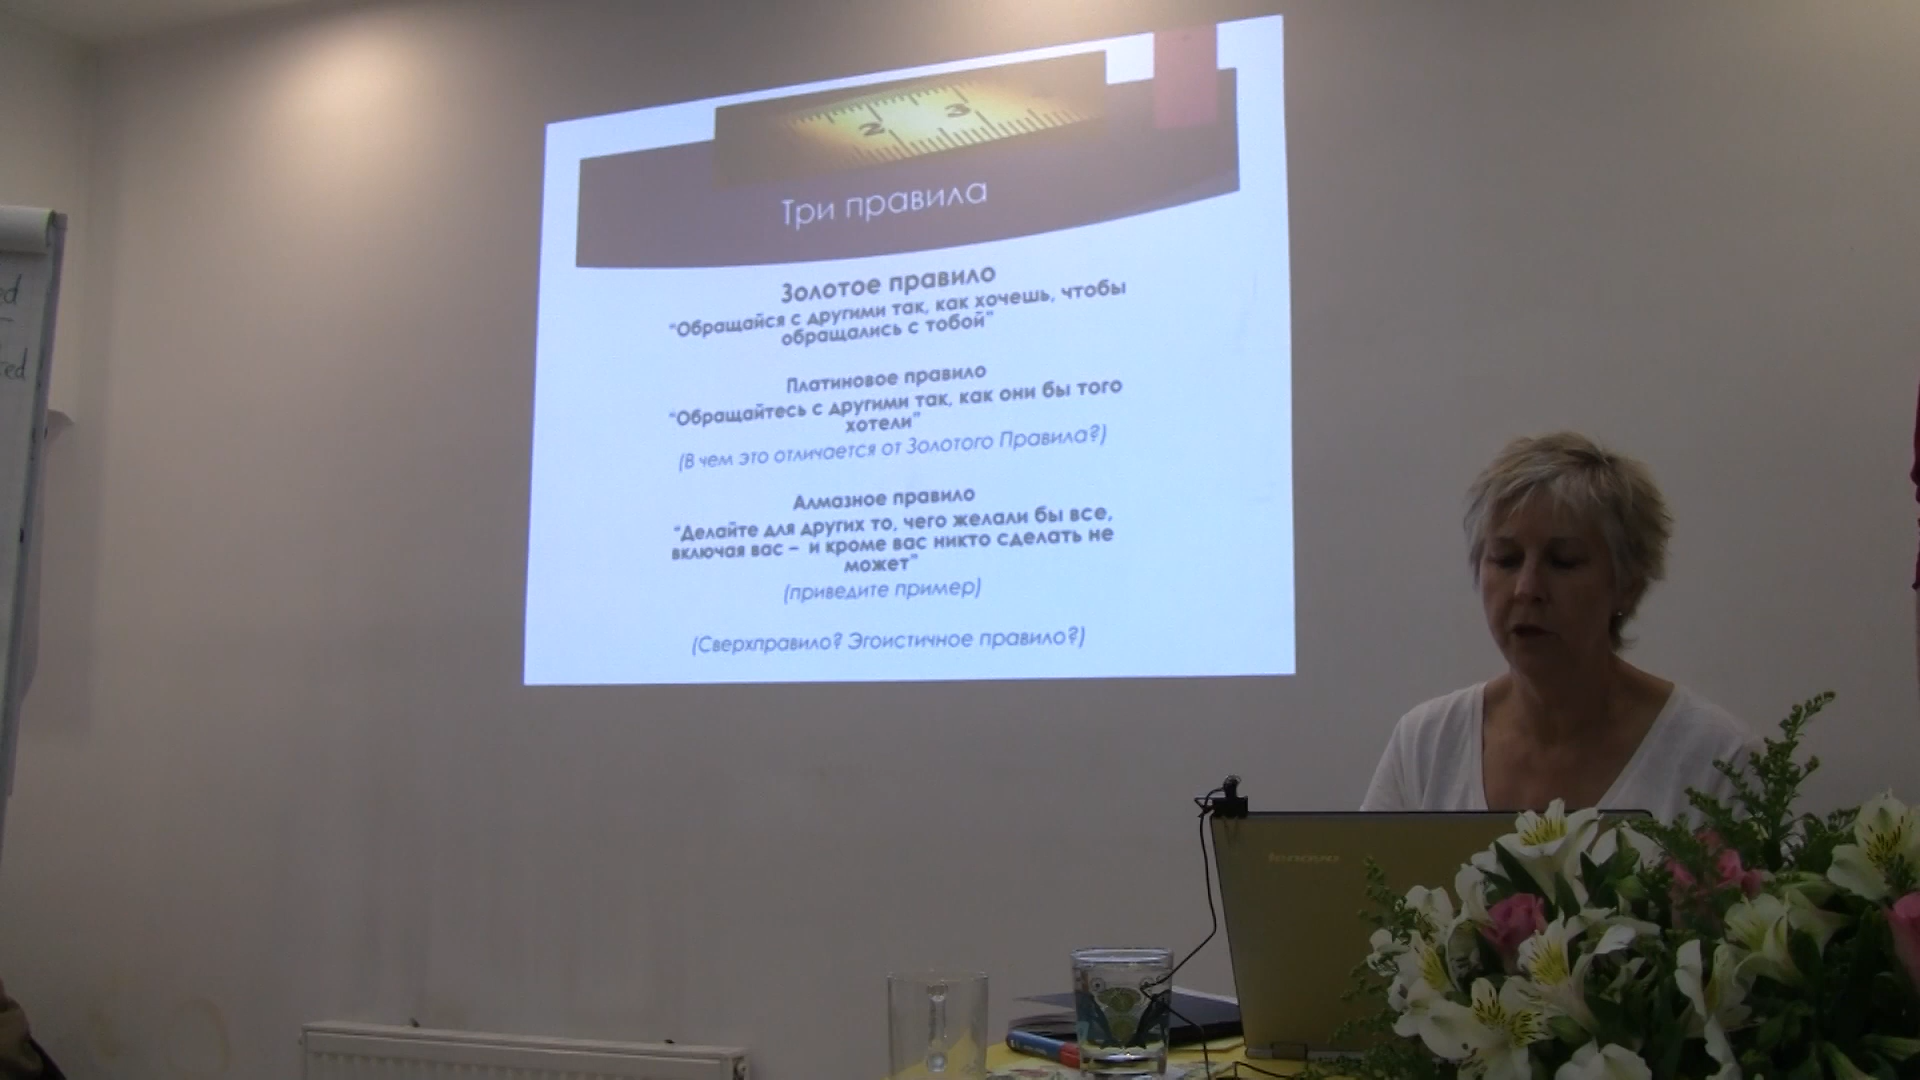 2 3
Три правила
Золотое правило
“Обращайся с другими так, как хочешь, чтобы
обращались с тобой”
Платиновое правило
“Обращайтесь с другими так, как они бы того
хотели”
(В чем это отличается от Золотого Правила?)
Алмазное правило
“Делайте для других то, чего желали бы все,
включая вас – и кроме вас никто сделать не
может”
(приведите пример)
(Сверхправило? Эгоистичное правило?)
lenovo